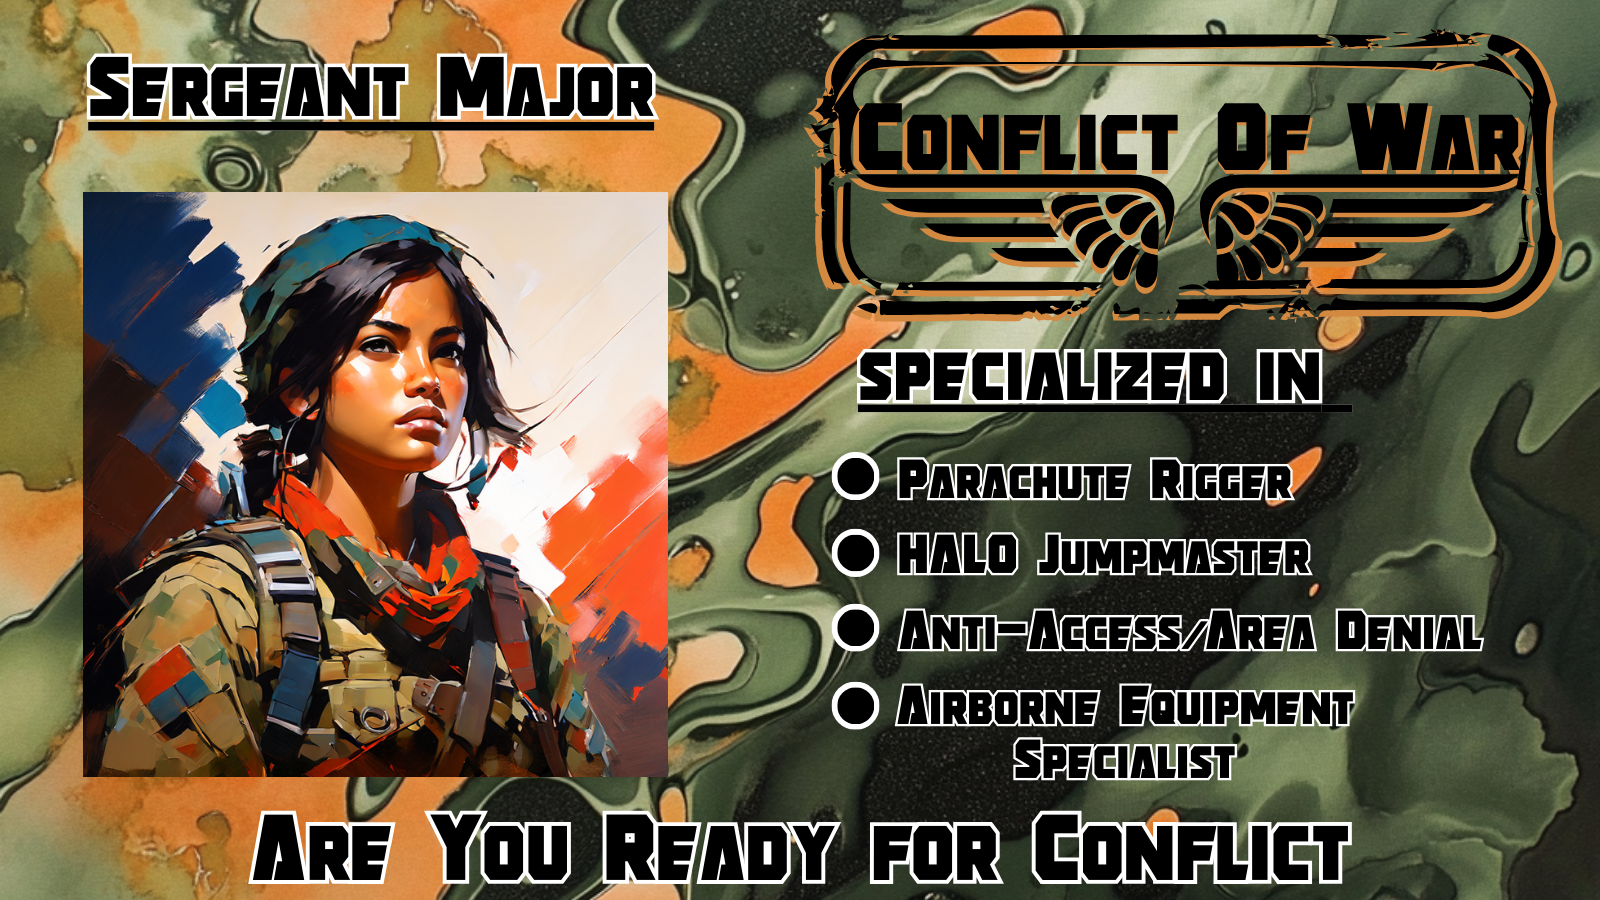 Sergeant Major
Conflict Of War
SPECIALIZED IN
Parachute Rigger
HALO Jumpmaster
Anti-Access/Area Denial
Airborne Equipment
Specialist
Are You Ready for Conflict